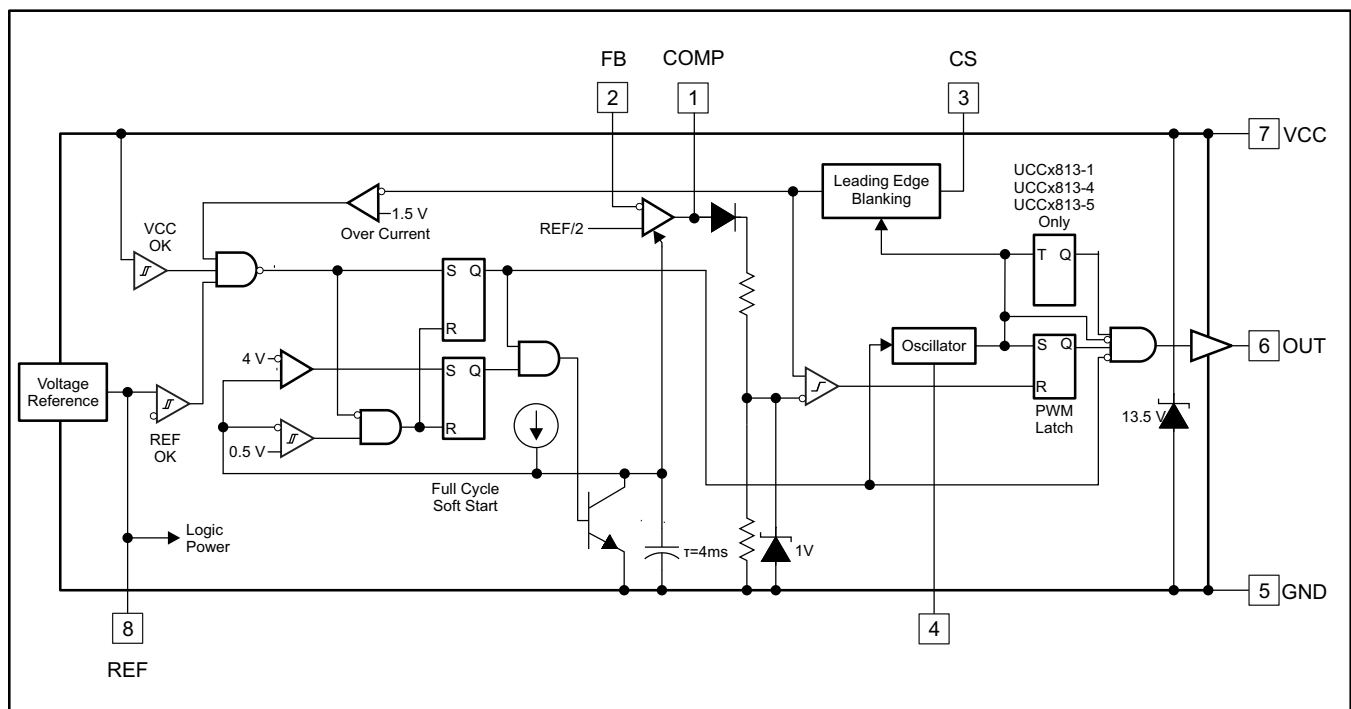 FB
COMP
CS
2
1
3
7
VCC
UCCx813-1
UCCx813-4
UCCx813-5
Only
Leading Edge
Blanking
1.5 V
Over Current
REF/2
VCC
OK
T Q
S Q
R
Oscillator
S Q
R
PWM
Latch
6
OUT
4 V
S Q
R
Voltage
Reference
REF
OK
0.5 V
13.5 V
Full Cycle
Soft Start
Logic
Power
τ=4ms
1V
5
GND
8
4
REF